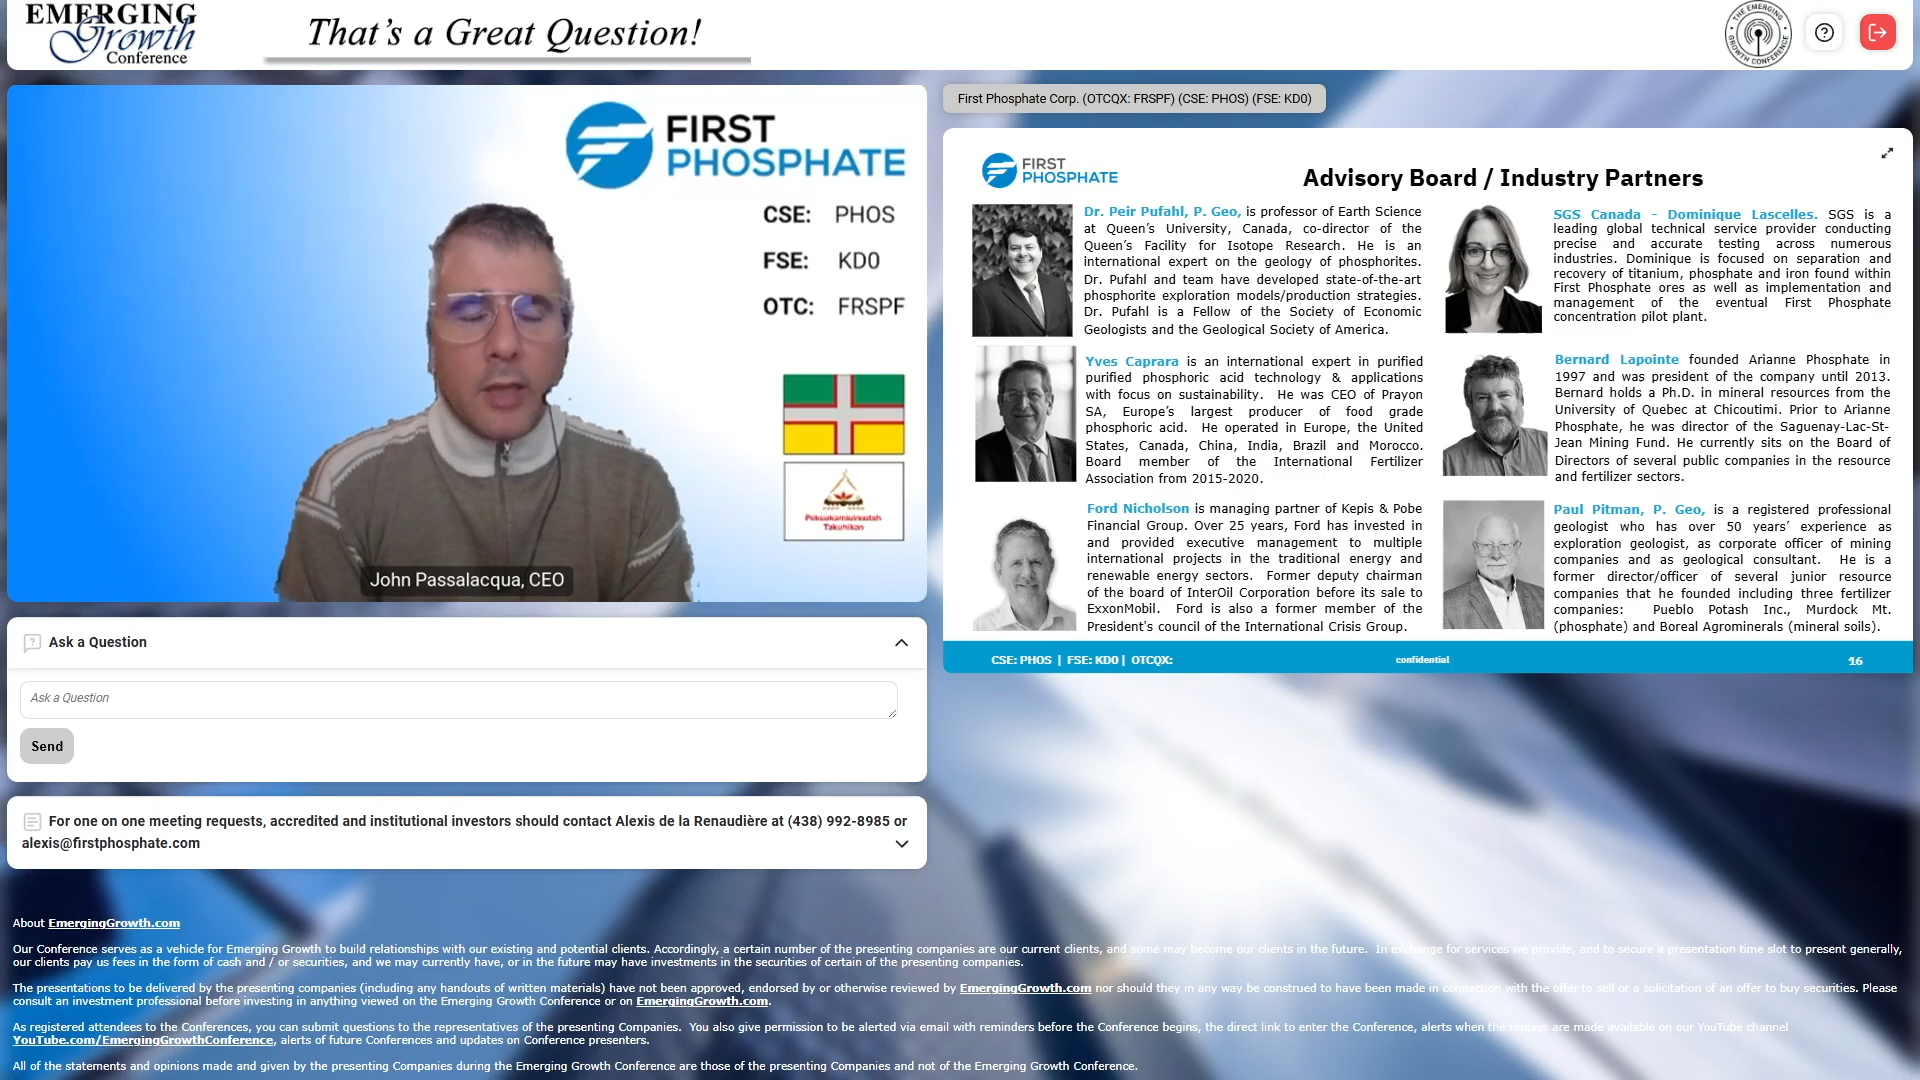 EMERGING
Growth
Conference
That's a Great Question!
THE EMERGING
GROWTH CONFERENCE
FIRST
PHOSPHATE
CSE: PHOS
FSE: KD0
OTC: FRSPF
Pekuakamiulnuatsh
Takuhikan
John Passalacqua, CEO
First Phosphate Corp. (OTCQX: FRSPF) (CSE: PHOS) (FSE: KD0)
FIRST
PHOSPHATE
Advisory Board / Industry Partners
Dr. Peir Pufahl, P. Geo, is professor of Earth Science
at Queen's University, Canada, co-director of the
Queen's Facility for Isotope Research. He is an
international expert on the geology of phosphorites.
Dr. Pufahl and team have developed state-of-the-art
phosphorite exploration models/production strategies.
Dr. Pufahl is a Fellow of the Society of Economic
Geologists and the Geological Society of America.
Yves Caprara is an international expert in purified
purified phosphoric acid technology & applications
with focus on sustainability. He was CEO of Prayon
SA, Europe's largest producer of food grade
phosphoric acid. He operated in Europe, the United
States, Canada, China, India, Brazil and Morocco.
Board member of the International Fertilizer
Association from 2015-2020.
Ford Nicholson is managing partner of Kepis & Pobe
Financial Group. Over 25 years, Ford has invested in
and provided executive management to multiple
international projects in the traditional energy and
renewable energy sectors. Former deputy chairman
of the board of InterOil Corporation before its sale to
ExxonMobil. Ford is also a former member of the
President's council of the International Crisis Group.
SGS Canada - Dominique Lascelles. SGS is a
leading global technical service provider conducting
precise and accurate testing across numerous
industries. Dominique is focused on separation and
recovery of titanium, phosphate and iron found within
First Phosphate ores as well as implementation and
management of the eventual First Phosphate
concentration pilot plant.
Bernard Lapointe founded Arianne Phosphate in
1997 and was president of the company until 2013.
Bernard holds a Ph.D. in mineral resources from the
University of Quebec at Chicoutimi. Prior to Arianne
Phosphate, he was director of the Saguenay-Lac-St-
Jean Mining Fund. He currently sits on the Board of
Directors of several public companies in the resource
and fertilizer sectors.
Paul Pitman, P. Geo, is a registered professional
geologist who has over 50 years' experience as
exploration geologist, as corporate officer of mining
companies and as geological consultant. He is a
former director/officer of several junior resource
companies that he founded including three fertilizer
companies: Pueblo Potash Inc., Murdock Mt.
(phosphate) and Boreal Agrominerals (mineral soils).
CSE: PHOS | FSE: KD0 | OTCQX:
confidential
16
Ask a Question
Ask a Question
Send
For one on one meeting requests, accredited and institutional investors should contact Alexis de la Renaudière at (438) 992-8985 or
alexis@firstphosphate.com
About EmergingGrowth.com
Our Conference serves as a vehicle for Emerging Growth to build relationships with our existing and potential clients. Accordingly, a certain number of the presenting companies are our current clients, and some may become our clients in the future. In exchange for services we provide, and to secure a presentation time slot to present generally,
our clients pay us fees in the form of cash and / or securities, and we may currently have, or in the future may have investments in the securities of certain of the presenting companies.
The presentations to be delivered by the presenting companies (including any handouts of written materials) have not been approved, endorsed by or otherwise reviewed by EmergingGrowth.com nor should they in any way be construed to have been made in connection with the offer to sell or a solicitation of an offer to buy securities. Please
consult an investment professional before investing in anything viewed on the Emerging Growth Conference or on EmergingGrowth.com.
As registered attendees to the Conferences, you can submit questions to the representatives of the presenting Companies. You also give permission to be alerted via email with reminders before the Conference begins, the direct link to enter the Conference, alerts when the replays are made available on our YouTube channel
YouTube.com/EmergingGrowthConference, alerts of future Conferences and updates on Conference presenters.
All of the statements and opinions made and given by the presenting Companies during the Emerging Growth Conference are those of the presenting Companies and not of the Emerging Growth Conference.